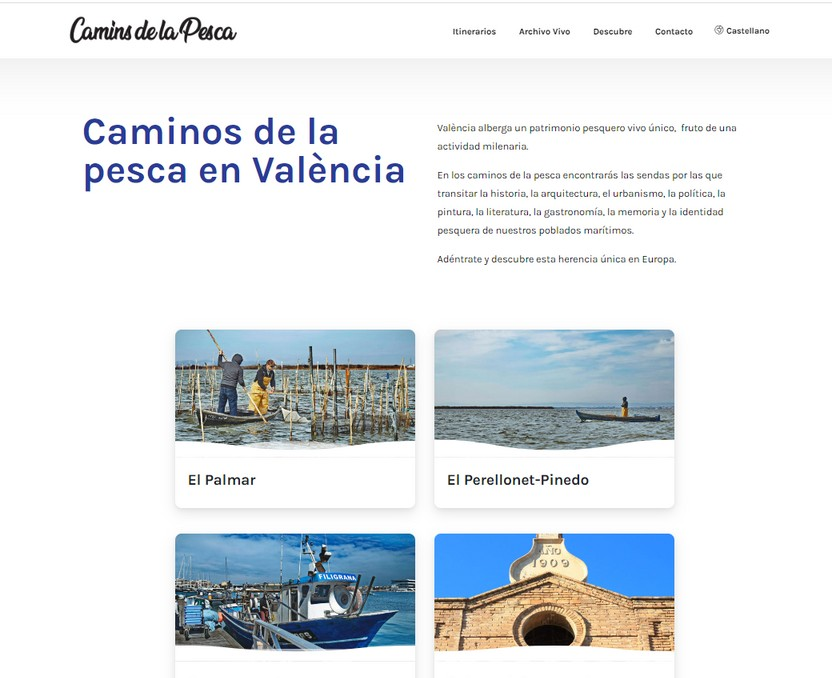 Camins de la Pesca
Itinerarios Archivo Vivo Descubre Contacto Castellano
Caminos de la
pesca en València
València alberga un patrimonio pesquero vivo único, fruto de una
actividad milenaria.
En los caminos de la pesca encontrarás las sendas por las que
transitar la historia, la arquitectura, el urbanismo, la política, la
pintura, la literatura, la gastronomía, la memoria y la identidad
pesquera de nuestros poblados marítimos.
Adéntrate y descubre esta herencia única en Europa.
El Palmar
El Perellonet-Pinedo
FILIGRANA
AÑO
1909